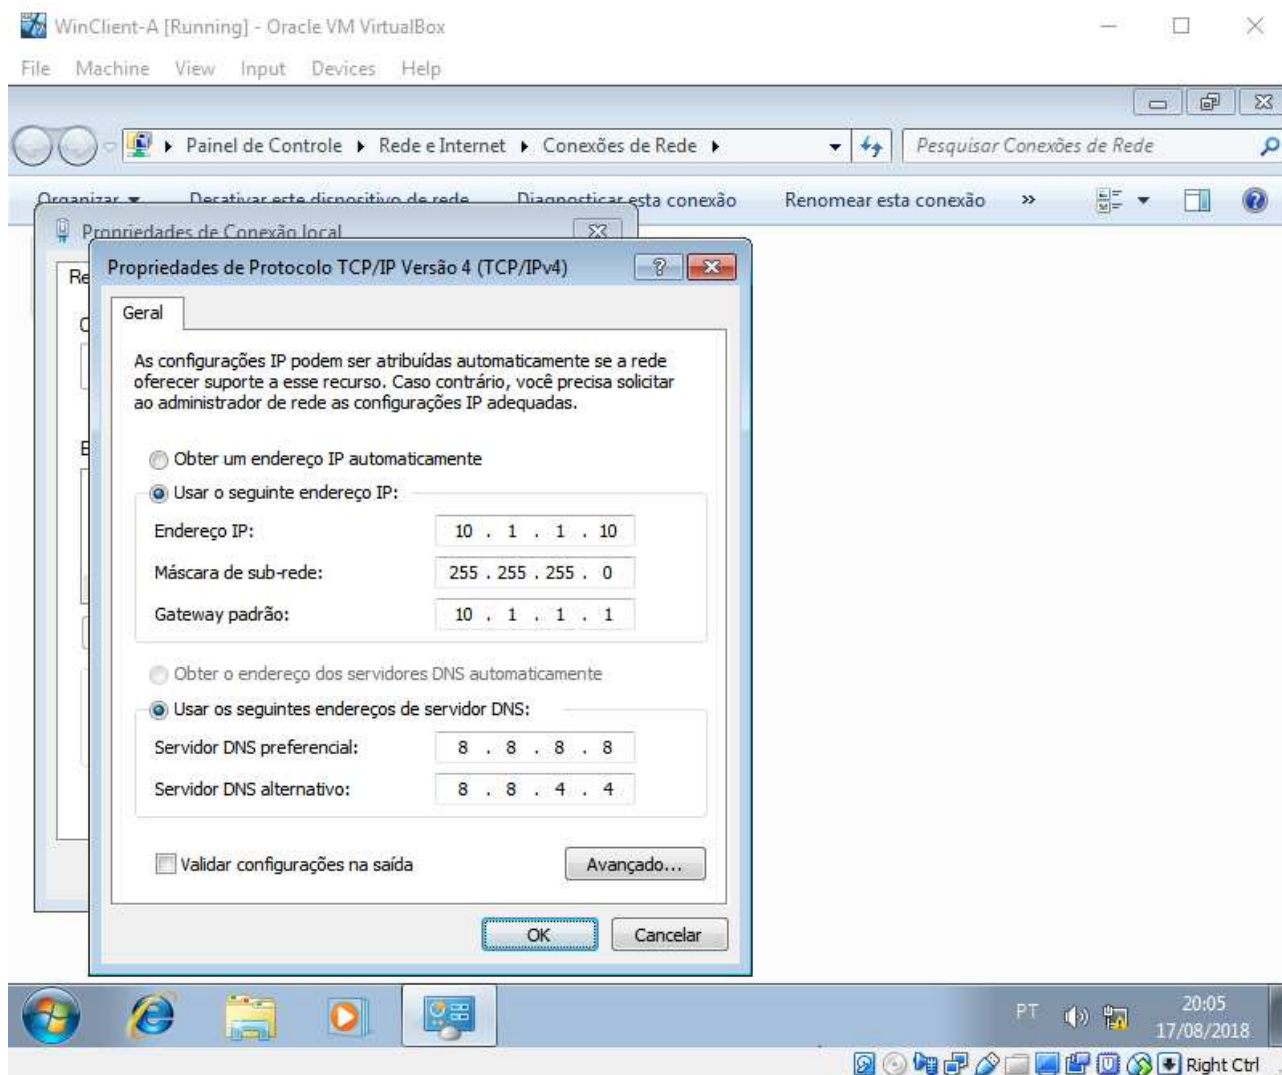 WinClient-A [Running] - Oracle VM VirtualBox
File Machine View Input Devices Help
Painel de Controle Rede e Internet Conexões de Rede Pesquisar Conexões de Rede
Organizar Desativar este dispositivo de rede Diagnosticar esta conexão Renomear esta conexão »
Propriedades de Conexão local
Re
Propriedades de Protocolo TCP/IP Versão 4 (TCP/IPv4)
Geral
As configurações IP podem ser atribuídas automaticamente se a rede
oferecer suporte a esse recurso. Caso contrário, você precisa solicitar
ao administrador de rede as configurações IP adequadas.
Obter um endereço IP automaticamente
Usar o seguinte endereço IP:
Endereço IP: 10 . 1 . 1 . 10
Máscara de sub-rede: 255 . 255 . 255 . 0
Gateway padrão: 10 . 1 . 1 . 1
Obter o endereço dos servidores DNS automaticamente
Usar os seguintes endereços de servidor DNS:
Servidor DNS preferencial: 8 . 8 . 8 . 8
Servidor DNS alternativo: 8 . 8 . 4 . 4
Validar configurações na saída
Avançado...
OK Cancelar
PT 20:05
17/08/2018
Right Ctrl